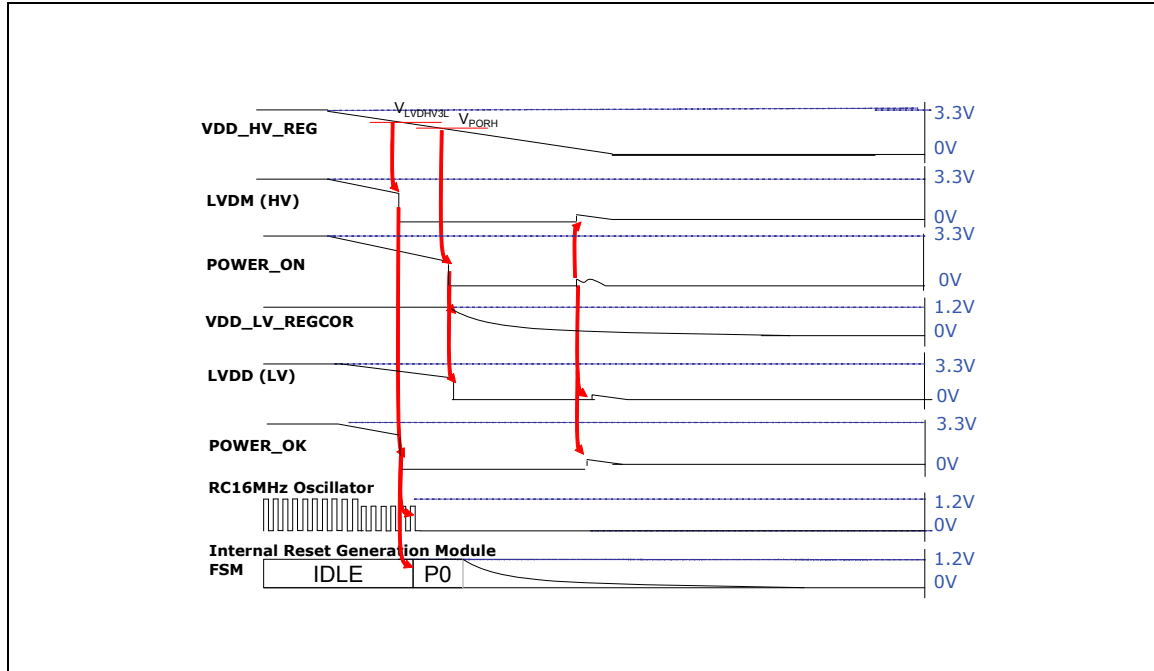 V_LVDHV3L
V_PORH
3.3V
VDD_HV_REG
0V
3.3V
LVDM (HV)
0V
3.3V
POWER_ON
0V
1.2V
VDD_LV_REGCOR
0V
3.3V
LVDD (LV)
0V
3.3V
POWER_OK
0V
RC16MHz Oscillator
1.2V
0V
Internal Reset Generation Module
1.2V
FSM
IDLE
P0
0V